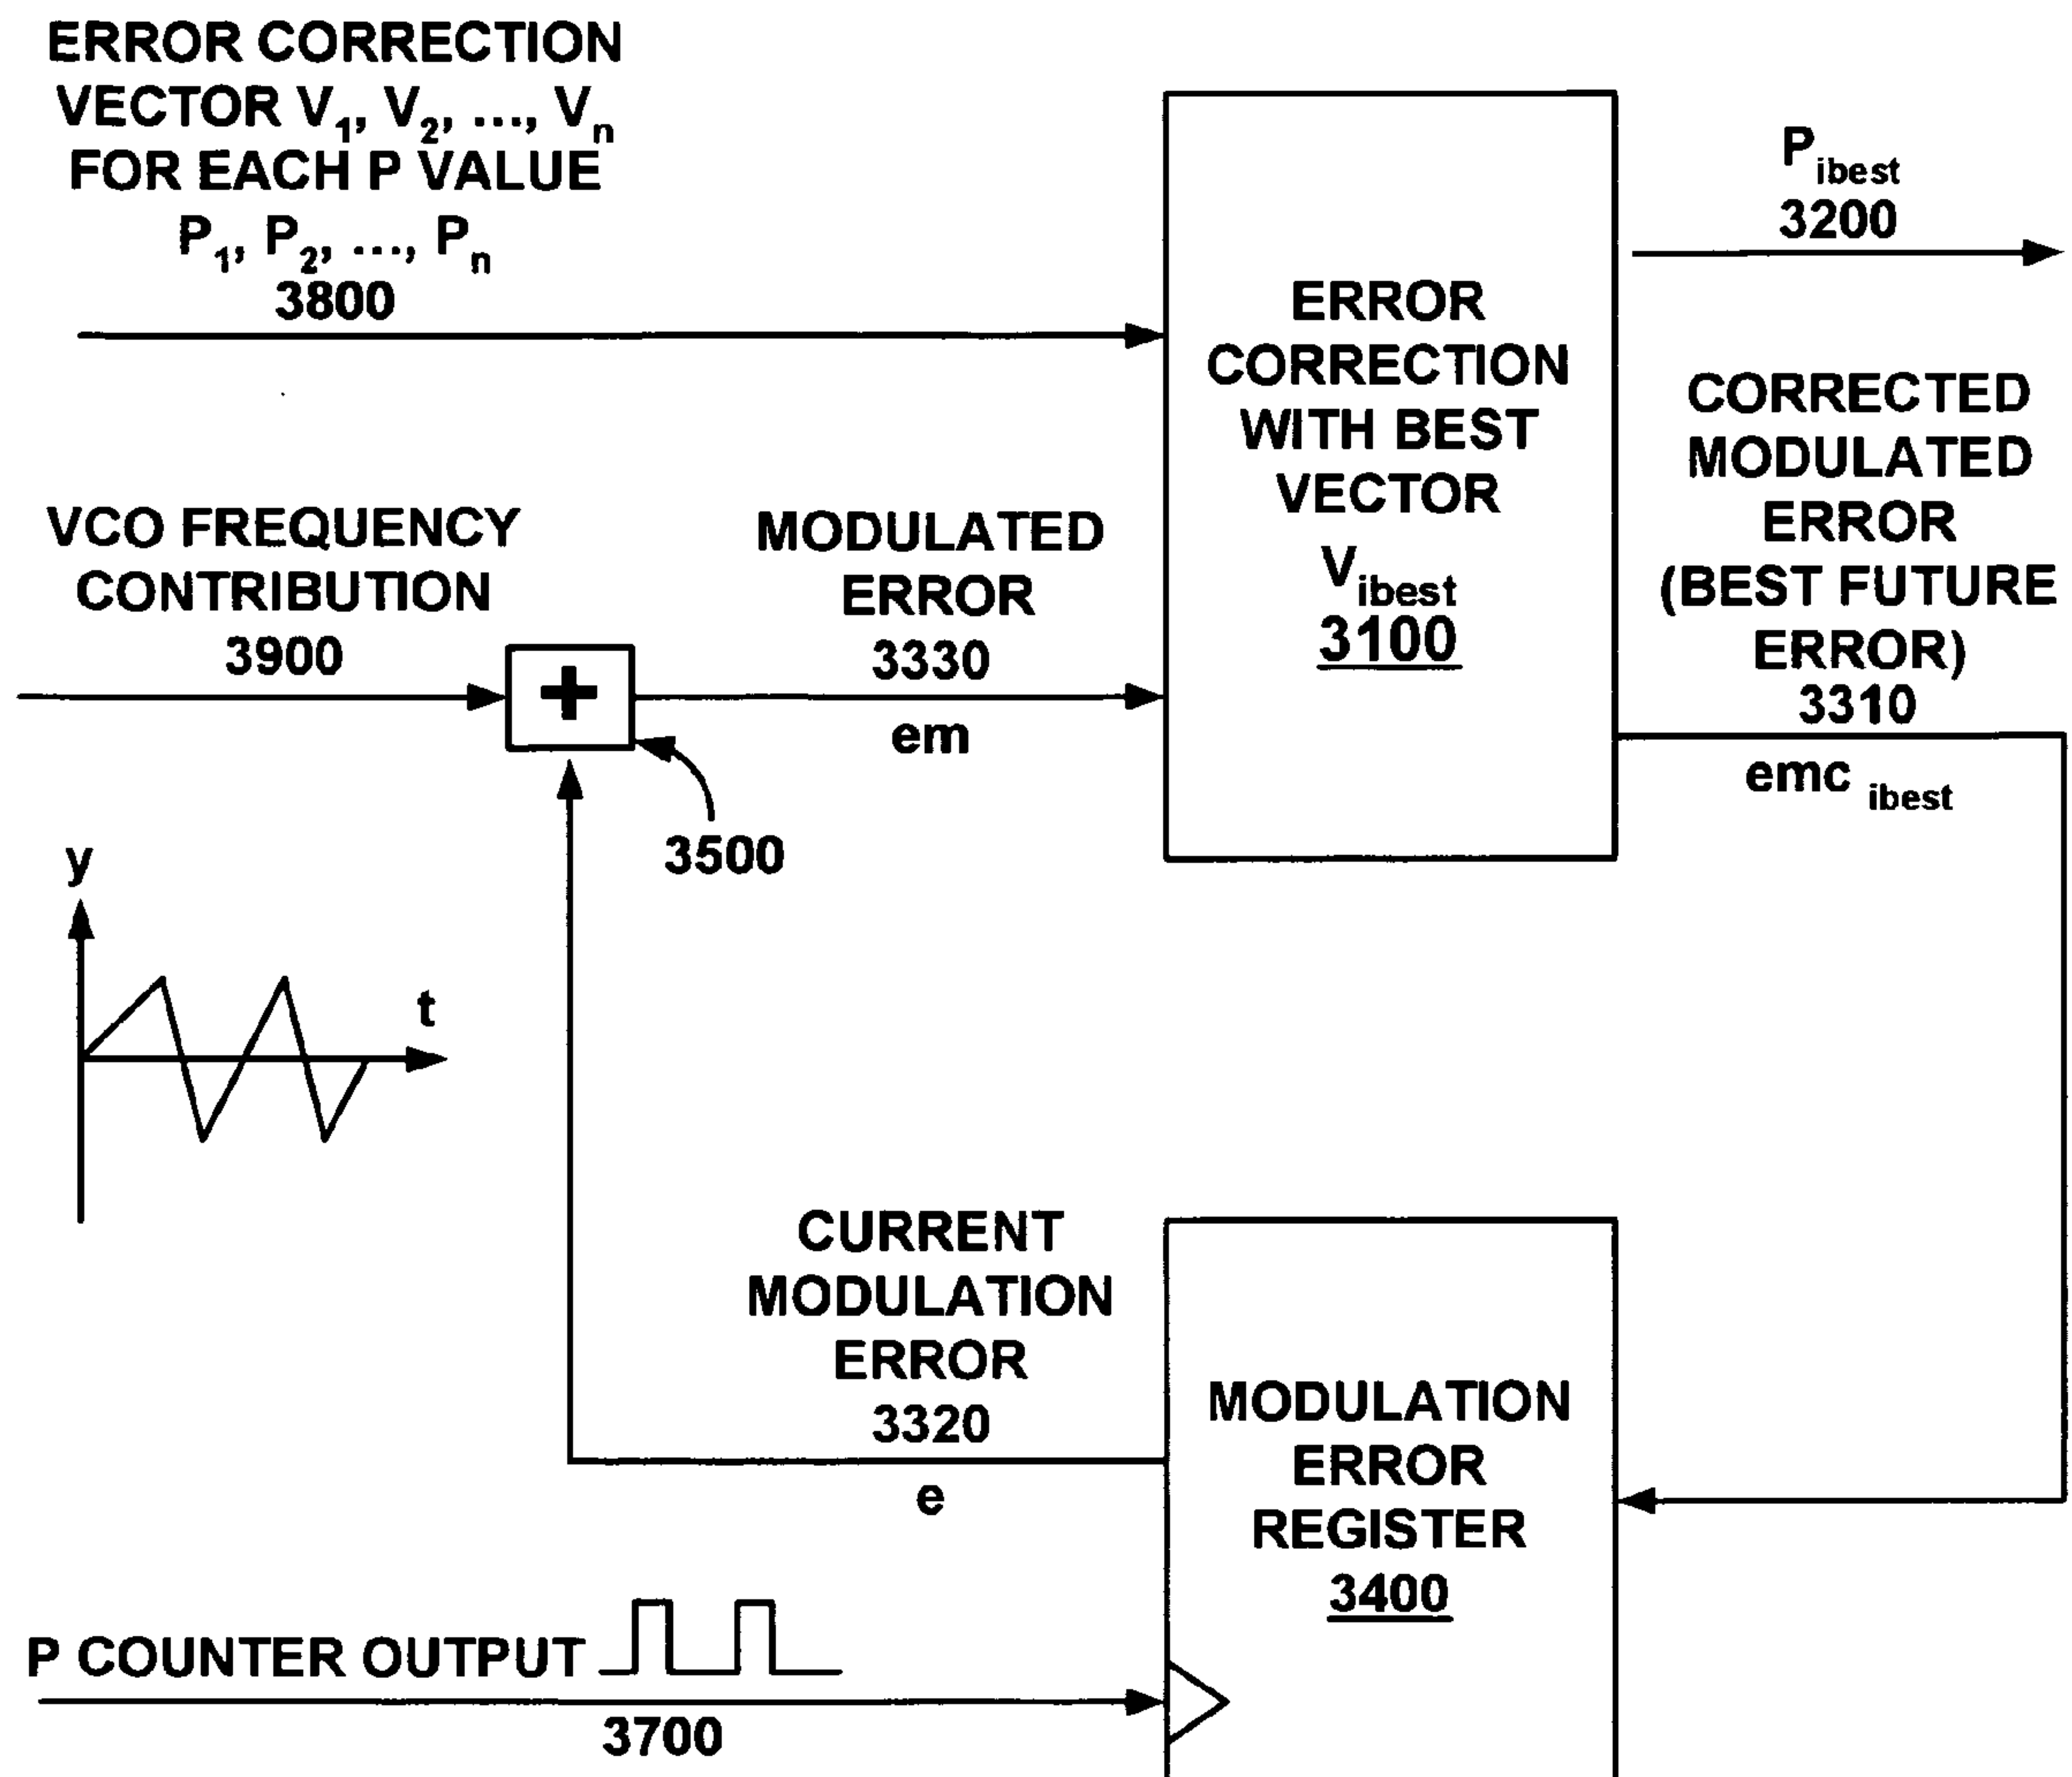 ERROR CORRECTION
VECTOR V1, V2, ..., Vn
FOR EACH P VALUE
P1, P2, ..., Pn
3800
VCO FREQUENCY
CONTRIBUTION
3900
+
3500
MODULATED
ERROR
3330
em
ERROR
CORRECTION
WITH BEST
VECTOR
Vibest
3100
Pibest
3200
CORRECTED
MODULATED
ERROR
(BEST FUTURE
ERROR)
3310
emc ibest
y
t
CURRENT
MODULATION
ERROR
3320
e
MODULATION
ERROR
REGISTER
3400
P COUNTER OUTPUT
3700